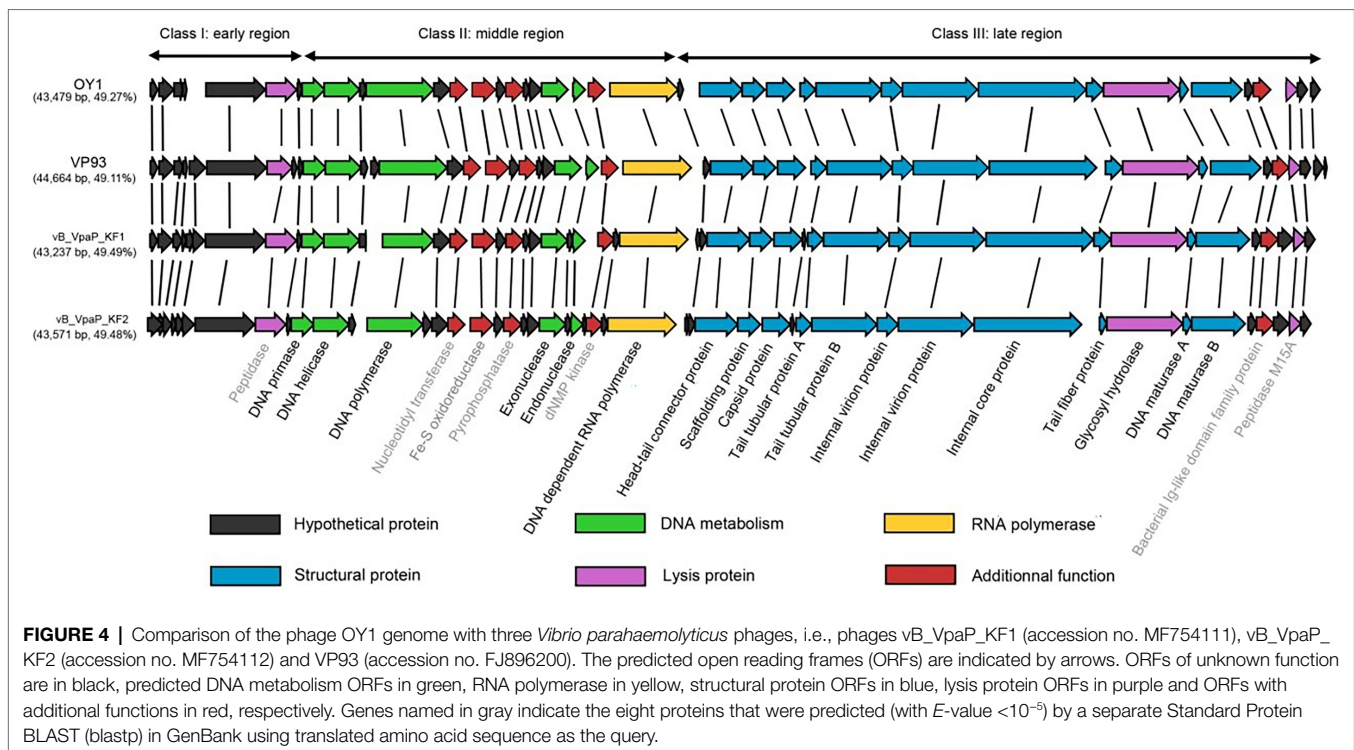 Class I: early region
Class II: middle region
Class III: late region
OY1
(43,479 bp, 49.27%)
VP93
(44,664 bp, 49.11%)
vB_VpaP_KF1
(43,237 bp, 49.49%)
vB_VpaP_KF2
(43,571 bp, 49.48%)
Peptidase
DNA primase
DNA helicase
DNA polymerase
Nucleotidyl transferase
Fe-S oxidoreductase
Pyrophosphatase
Exonuclease
Endonuclease
dNMP kinase
DNA dependent RNA polymerase
Head-tail connector protein
Scaffolding protein
Capsid protein
Tail tubular protein A
Tail tubular protein B
Internal virion protein
Internal virion protein
Internal core protein
Tail fiber protein
Glycosyl hydrolase
DNA maturase A
DNA maturase B
Bacterial Ig-like domain family protein
Peptidase M15A
Hypothetical protein
DNA metabolism
RNA polymerase
Structural protein
Lysis protein
Additionnal function
FIGURE 4 | Comparison of the phage OY1 genome with three Vibrio parahaemolyticus phages, i.e., phages vB_VpaP_KF1 (accession no. MF754111), vB_VpaP_
KF2 (accession no. MF754112) and VP93 (accession no. FJ896200). The predicted open reading frames (ORFs) are indicated by arrows. ORFs of unknown function
are in black, predicted DNA metabolism ORFs in green, RNA polymerase in yellow, structural protein ORFs in blue, lysis protein ORFs in purple and ORFs with
additional functions in red, respectively. Genes named in gray indicate the eight proteins that were predicted (with E-value <10⁻⁵) by a separate Standard Protein
BLAST (blastp) in GenBank using translated amino acid sequence as the query.